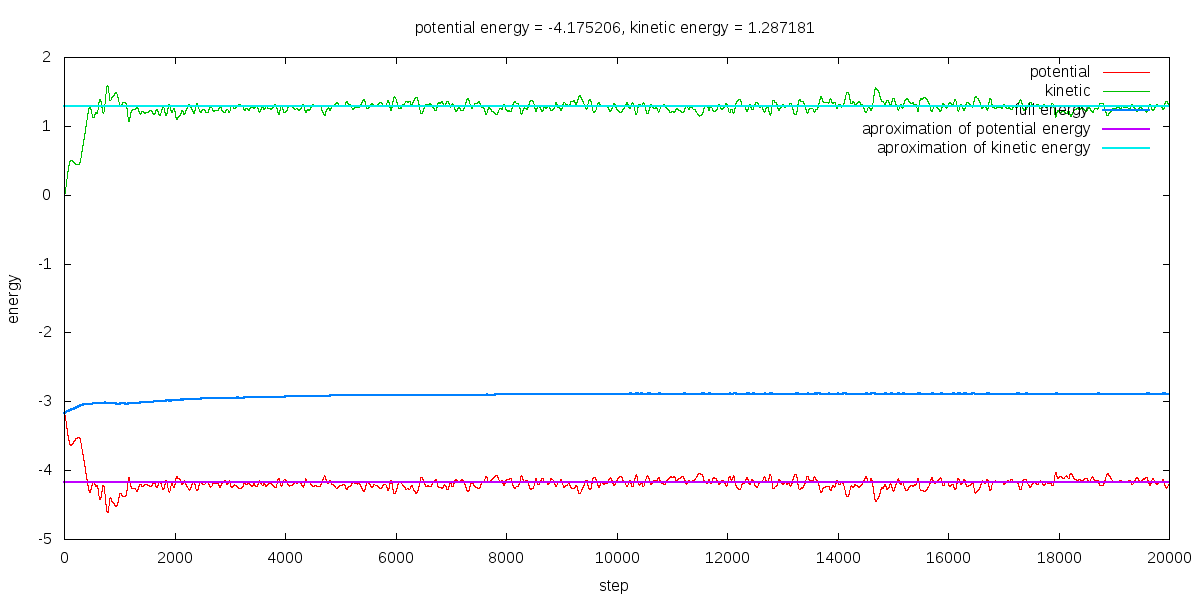 potential energy = -4.175206, kinetic energy = 1.287181
2
potential
kinetic
full energy
1
aproximation of potential energy
aproximation of kinetic energy
0
-1
energy
-2
-3
-4
-5
0 2000 4000 6000 8000 10000 12000 14000 16000 18000 20000
step